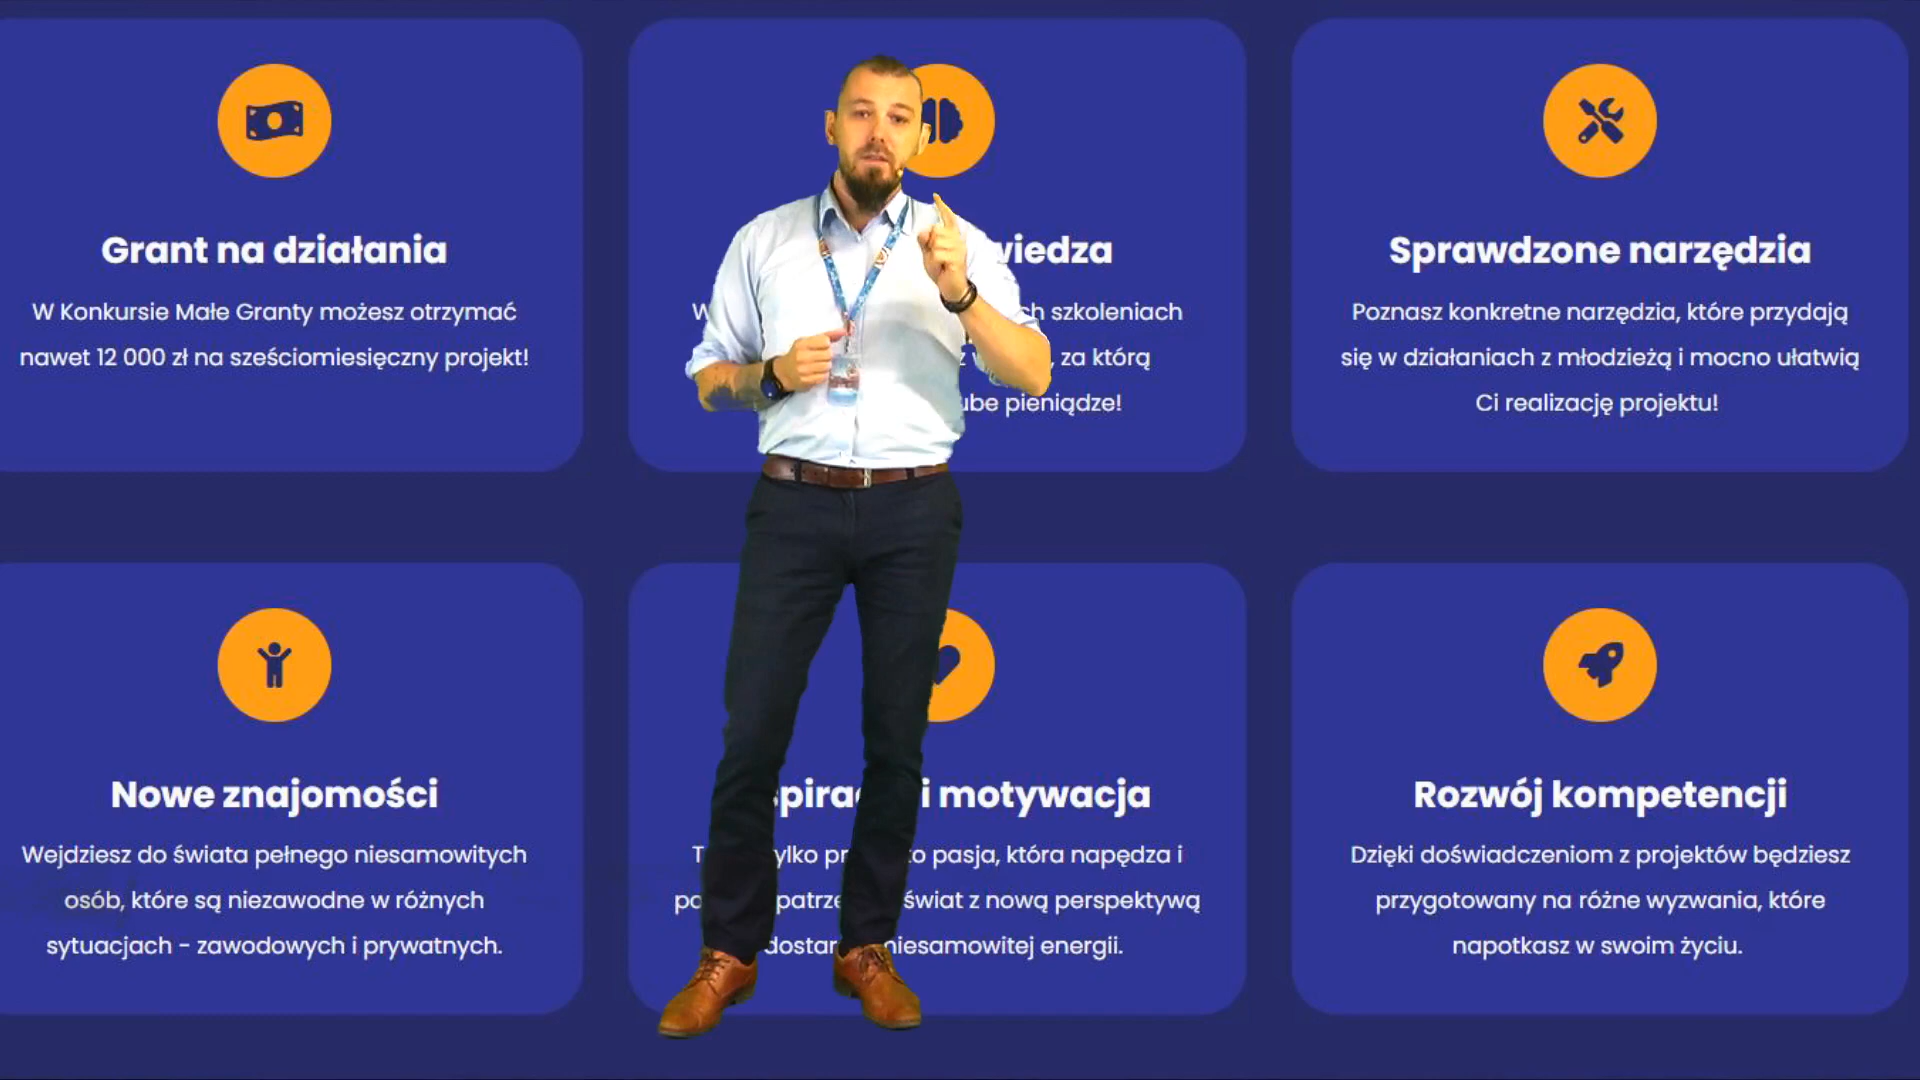 Grant na działania
W Konkursie Małe Granty możesz otrzymać
nawet 12 000 zł na sześciomiesięczny projekt!
szkoleniach
za którą
pieniądze!
Sprawdzone narzędzia
Poznasz konkretne narzędzia, które przydają
się w działaniach z młodzieżą i mocno ułatwią
Ci realizację projektu!
Nowe znajomości
Wejdziesz do świata pełnego niesamowitych
osób, które są niezawodne w różnych
sytuacjach - zawodowych i prywatnych.
i motywacja
pasja, która napędza i
świat z nową perspektywą
niesamowitej energii.
Rozwój kompetencji
Dzięki doświadczeniom z projektów będziesz
przygotowany na różne wyzwania, które
napotkasz w swoim życiu.